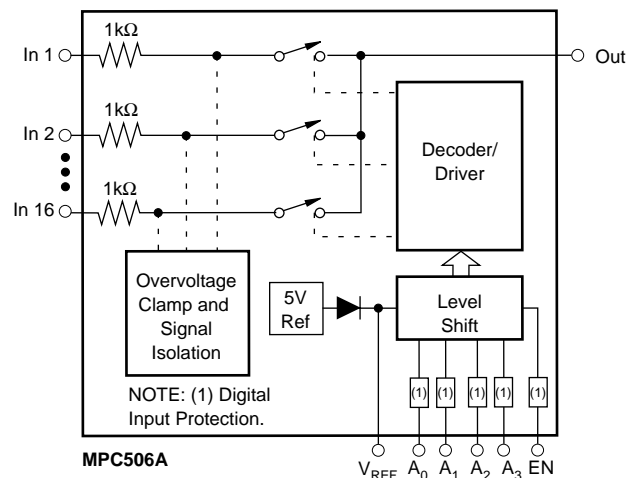 1kΩ
In 1
Out
1kΩ
In 2
Decoder/
Driver
1kΩ
In 16
Overvoltage
Clamp and
Signal
Isolation
5V
Ref
Level
Shift
NOTE: (1) Digital
Input Protection.
(1) (1) (1) (1) (1)
MPC506A
VREF A0 A1 A2 A3 EN